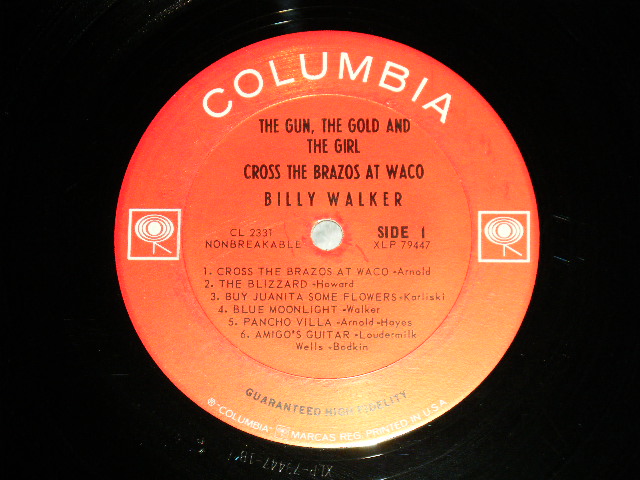 COLUMBIA
THE GUN, THE GOLD AND
THE GIRL
CROSS THE BRAZOS AT WACO
BILLY WALKER
CL 2331
NONBREAKABLE
SIDE 1
XLP 79447
1. CROSS THE BRAZOS AT WACO -Arnold
2. THE BLIZZARD -Howard
3. BUY JUANITA SOME FLOWERS -Karliski
4. BLUE MOONLIGHT -Walker
5. PANCHO VILLA -Arnold -Hayes
6. AMIGO'S GUITAR -Loudermilk
Wells -Bodkin
GUARANTEED HIGH FIDELITY
® "COLUMBIA" MARCAS REG. PRINTED IN U.S.A.